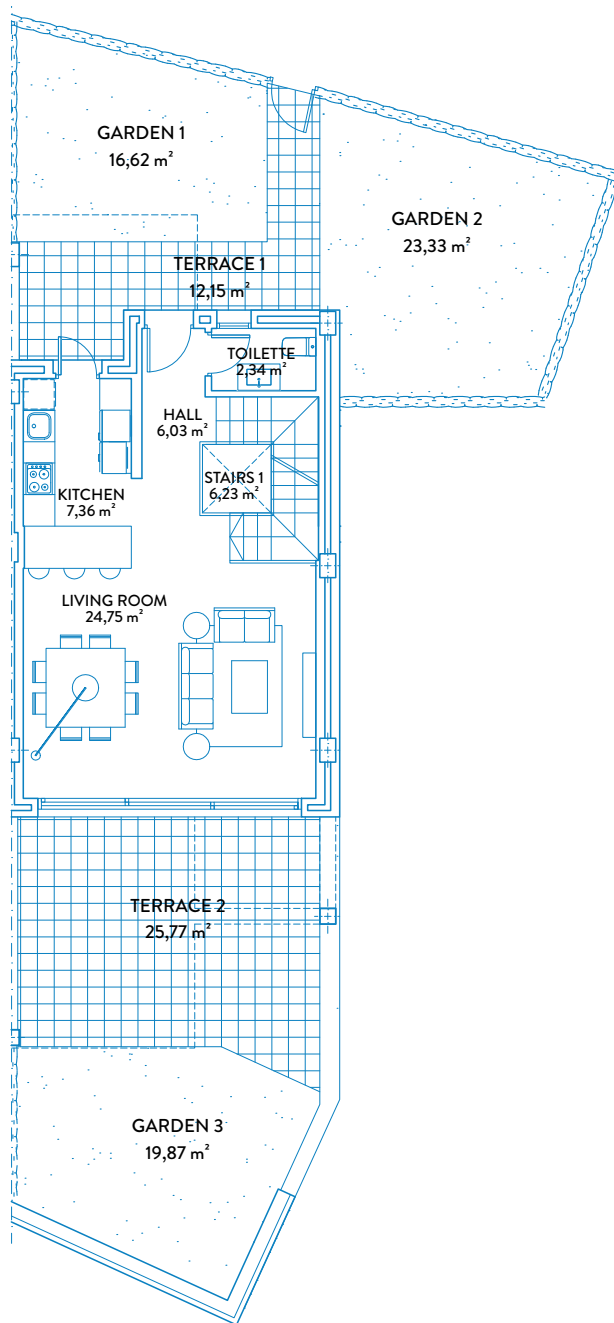 GARDEN 1
16,62 m²
GARDEN 2
23,33 m²
TERRACE 1
12,15 m²
TOILETTE
2,34 m²
HALL
6,03 m²
STAIRS 1
6,23 m²
KITCHEN
7,36 m²
LIVING ROOM
24,75 m²
TERRACE 2
25,77 m²
GARDEN 3
19,87 m²